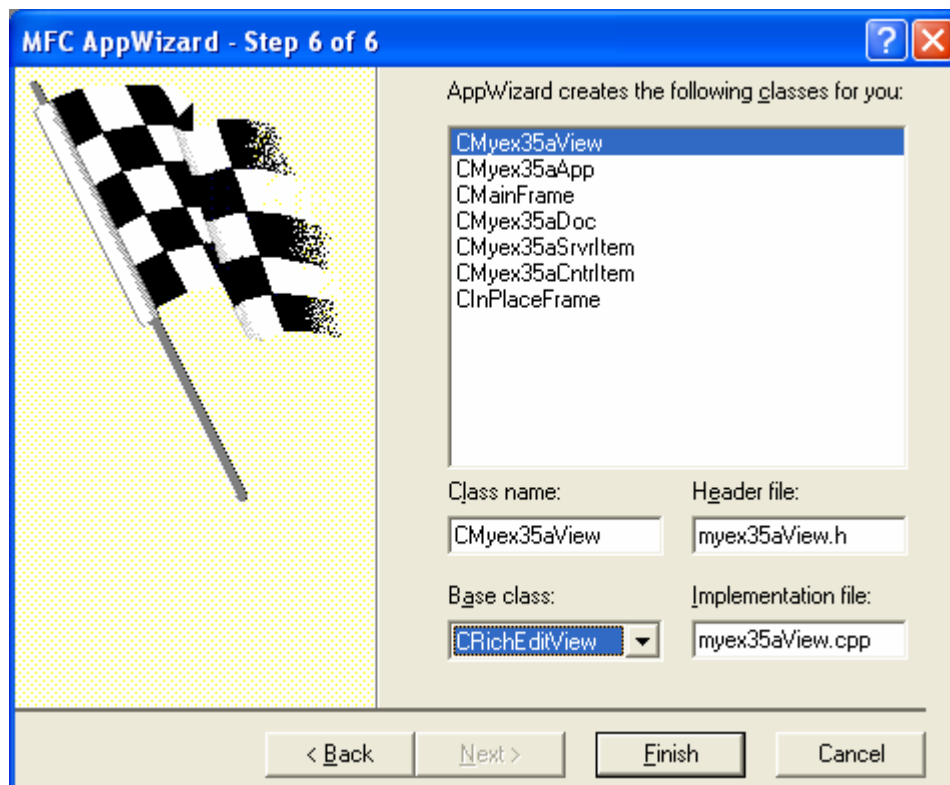 MFC AppWizard - Step 6 of 6
?
AppWizard creates the following classes for you:
CMyex35aView
CMyex35aApp
CMainFrame
CMyex35aDoc
CMyex35aSrvrItem
CMyex35aCntrItem
CInPlaceFrame
Class name: Header file:
CMyex35aView myex35aView.h
Base class: Implementation file:
CRichEditView myex35aView.cpp
< Back Next > Finish Cancel